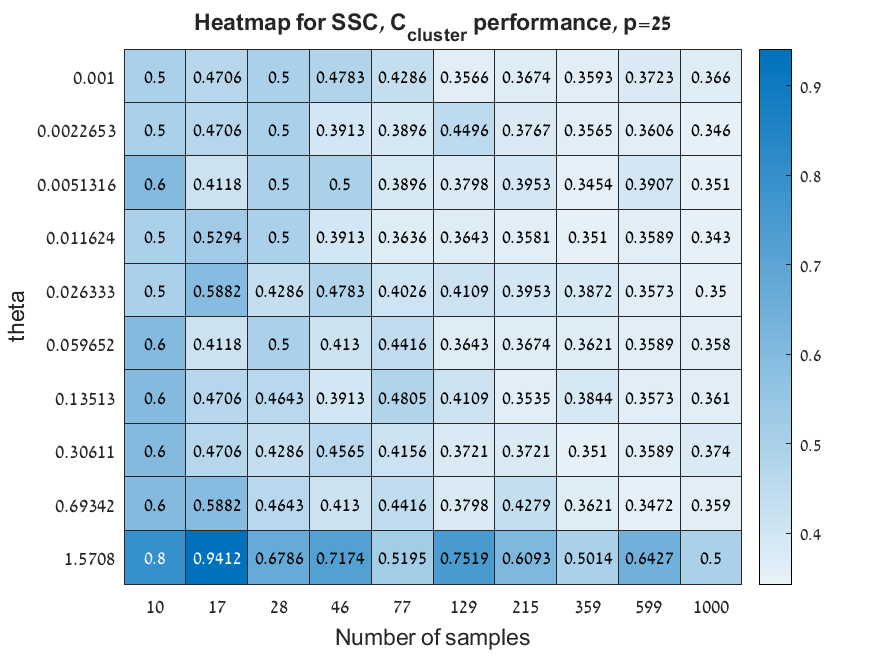 Heatmap for SSC, C_cluster performance, p=25
0.001 0.5 0.4706 0.5 0.4783 0.4286 0.3566 0.3674 0.3593 0.3723 0.366
0.0022653 0.5 0.4706 0.5 0.3913 0.3896 0.4496 0.3767 0.3565 0.3606 0.346
0.0051316 0.6 0.4118 0.5 0.5 0.3896 0.3798 0.3953 0.3454 0.3907 0.351
0.011624 0.5 0.5294 0.5 0.3913 0.3636 0.3643 0.3581 0.351 0.3589 0.343
0.026333 0.5 0.5882 0.4286 0.4783 0.4026 0.4109 0.3953 0.3872 0.3573 0.35
0.059652 0.6 0.4118 0.5 0.413 0.4416 0.3643 0.3674 0.3621 0.3589 0.358
0.13513 0.6 0.4706 0.4643 0.3913 0.4805 0.4109 0.3535 0.3844 0.3573 0.361
0.30611 0.6 0.4706 0.4286 0.4565 0.4156 0.3721 0.3721 0.351 0.3589 0.374
0.69342 0.6 0.5882 0.4643 0.413 0.4416 0.3798 0.4279 0.3621 0.3472 0.359
1.5708 0.8 0.9412 0.6786 0.7174 0.5195 0.7519 0.6093 0.5014 0.6427 0.5
10 17 28 46 77 129 215 359 599 1000
Number of samples
theta
0.9
0.8
0.7
0.6
0.5
0.4